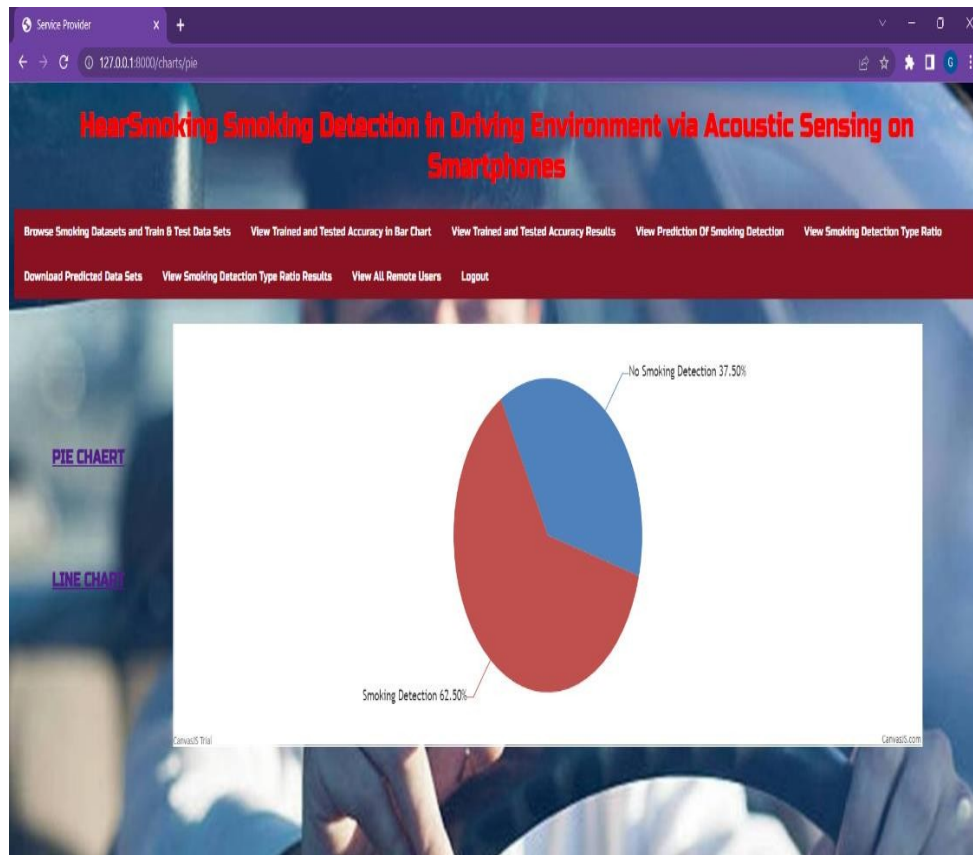 Service Provider
127.0.0.1:8000/charts/pie
G
HearSmoking Smoking Detection in Driving Environment via Acoustic Sensing on
Smartphones
Browse Smoking Datasets and Train & Test Data Sets View Trained and Tested Accuracy in Bar Chart View Trained and Tested Accuracy Results View Prediction Of Smoking Detection View Smoking Detection Type Ratio
Download Predicted Data Sets View Smoking Detection Type Ratio Results View All Remote Users Logout
No Smoking Detection 37.50%
PIE CHAERT
LINE CHART
Smoking Detection 62.50%
CanvasJS Trial
CanvasJS.com